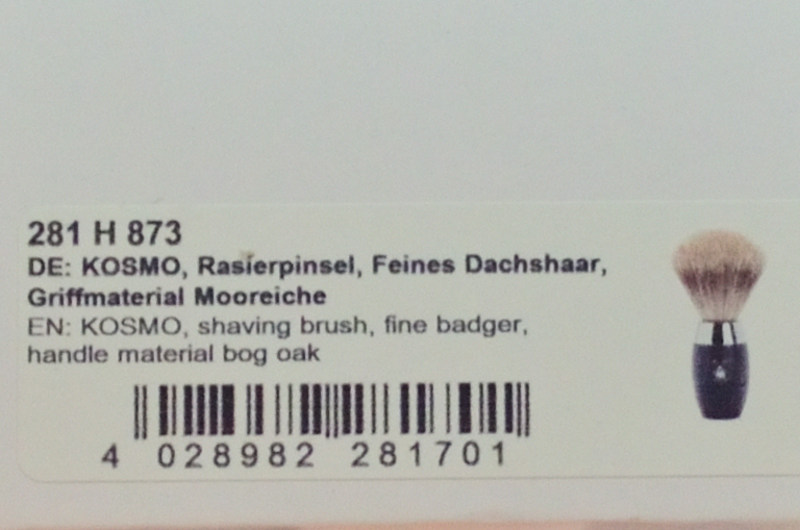 281 H 873
DE: KOSMO, Rasierpinsel, Feines Dachshaar,
Griffmaterial Mooreiche
EN: KOSMO, shaving brush, fine badger,
handle material bog oak
4 028982 281701